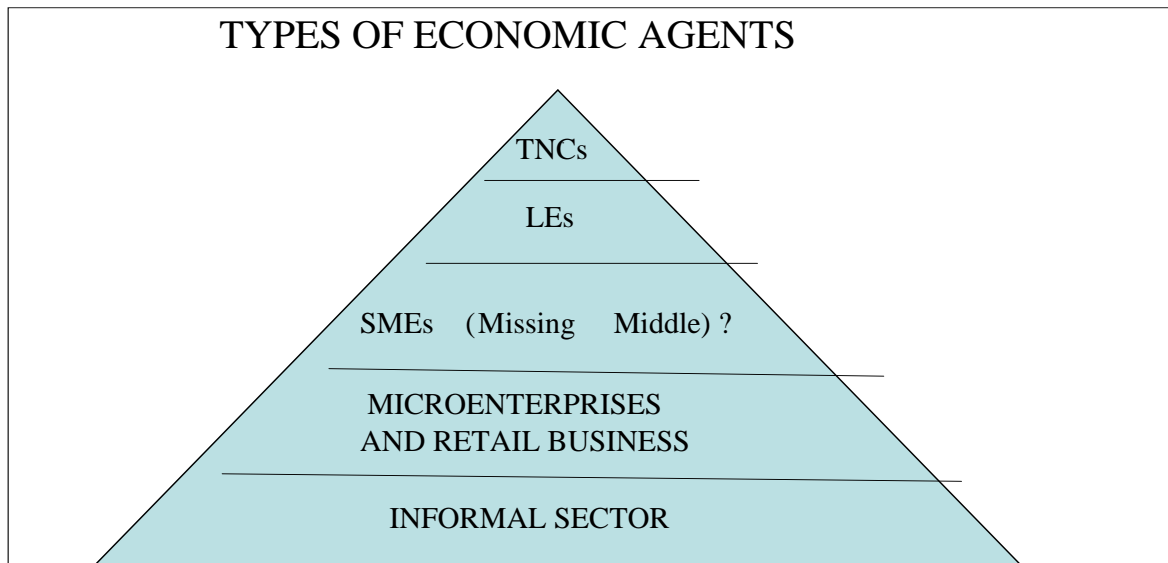 TYPES OF ECONOMIC AGENTS
TNCs
LEs
SMEs (Missing Middle) ?
MICROENTERPRISES
AND RETAIL BUSINESS
INFORMAL SECTOR